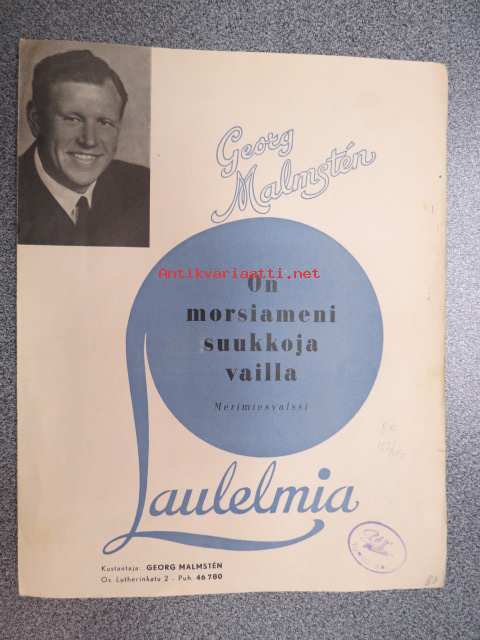 Georg
Malmstén
Antikvariaatti.net
On
morsiameni
suukkoja
vailla
Merimiesvalssi
Laulelmia
Kustantaja: GEORG MALMSTÉN
Os. Lutherinkatu 2 - Puh. 46 780